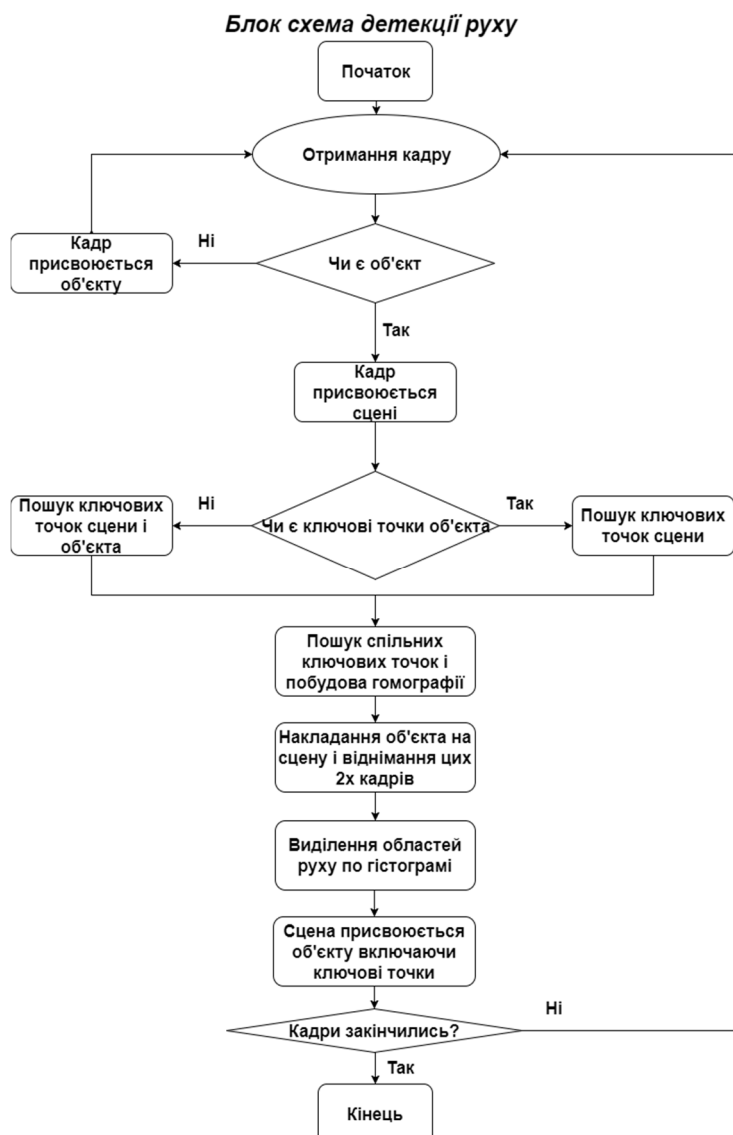 Блок схема детекції руху
Початок
Отримання кадру
Ні
Кадр
присвоюється
об'єкту
Чи є об'єкт
Так
Кадр
присвоюється
сцені
Ні
Так
Пошук ключових
точок сцени і
об'єкта
Чи є ключові точки об'єкта
Пошук ключових
точок сцени
Пошук спільних
ключових точок і
побудова гомографії
Накладання об'єкта на
сцену і віднімання цих
2х кадрів
Виділення областей
руху по гістограмі
Сцена присвоюється
об'єкту включаючи
ключові точки
Ні
Кадри закінчились?
Так
Кінець